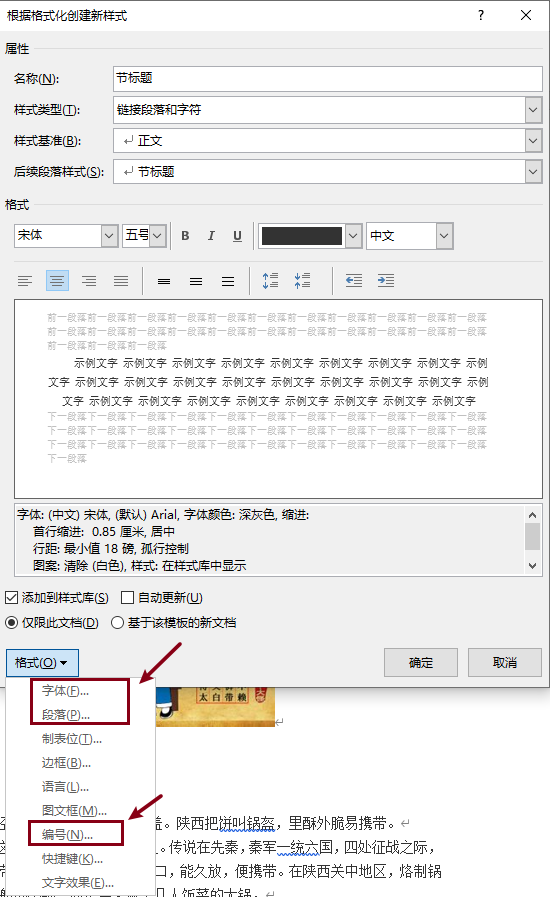 根据格式化创建新样式 ?
属性
名称(N): 节标题
样式类型(T): 链接段落和字符
样式基准(B): 正文
后续段落样式(S): 节标题
格式
宋体 五号 B I U 中文
前一段落前一段落前一段落前一段落前一段落前一段落前一段落前一段落前一段落前一段落前一段落
前一段落前一段落前一段落前一段落前一段落前一段落前一段落前一段落前一段落前一段落前一段落
前一段落前一段落前一段落
示例文字 示例文字 示例文字 示例文字 示例文字 示例文字 示例文字 示例文字 示例
文字 示例文字 示例文字 示例文字 示例文字 示例文字 示例文字 示例文字 示例文字 示例
文字 示例文字 示例文字 示例文字 示例文字 示例文字 示例文字 示例文字 示例文字
下一段落下一段落下一段落下一段落下一段落下一段落下一段落下一段落下一段落下一段落下一段落
下一段落下一段落下一段落下一段落下一段落下一段落下一段落下一段落下一段落下一段落下一段落
下一段落下一段落下一段落下一段落下一段落下一段落下一段落下一段落下一段落下一段落下一段落
下一段落
字体: (中文) 宋体, (默认) Arial, 字体颜色: 深灰色, 缩进:
首行缩进: 0.85 厘米, 居中
行距: 最小值 18 磅, 孤行控制
图案: 清除 (白色), 样式: 在样式库中显示
添加到样式库(S) 自动更新(U)
仅限此文档(D) 基于该模板的新文档
格式(O) 确定 取消
字体(F)...
段落(P)...
制表位(T)...
边框(B)...
语言(L)...
图文框(M)...
编号(N)...
快捷键(K)...
文字效果(E)...
太白带赖
。陕西把饼叫锅盔，里酥外脆易携带。
。传说在先秦，秦军一统六国，四处征战之际，
口，能久放，便携带。在陕西关中地区，烙制锅